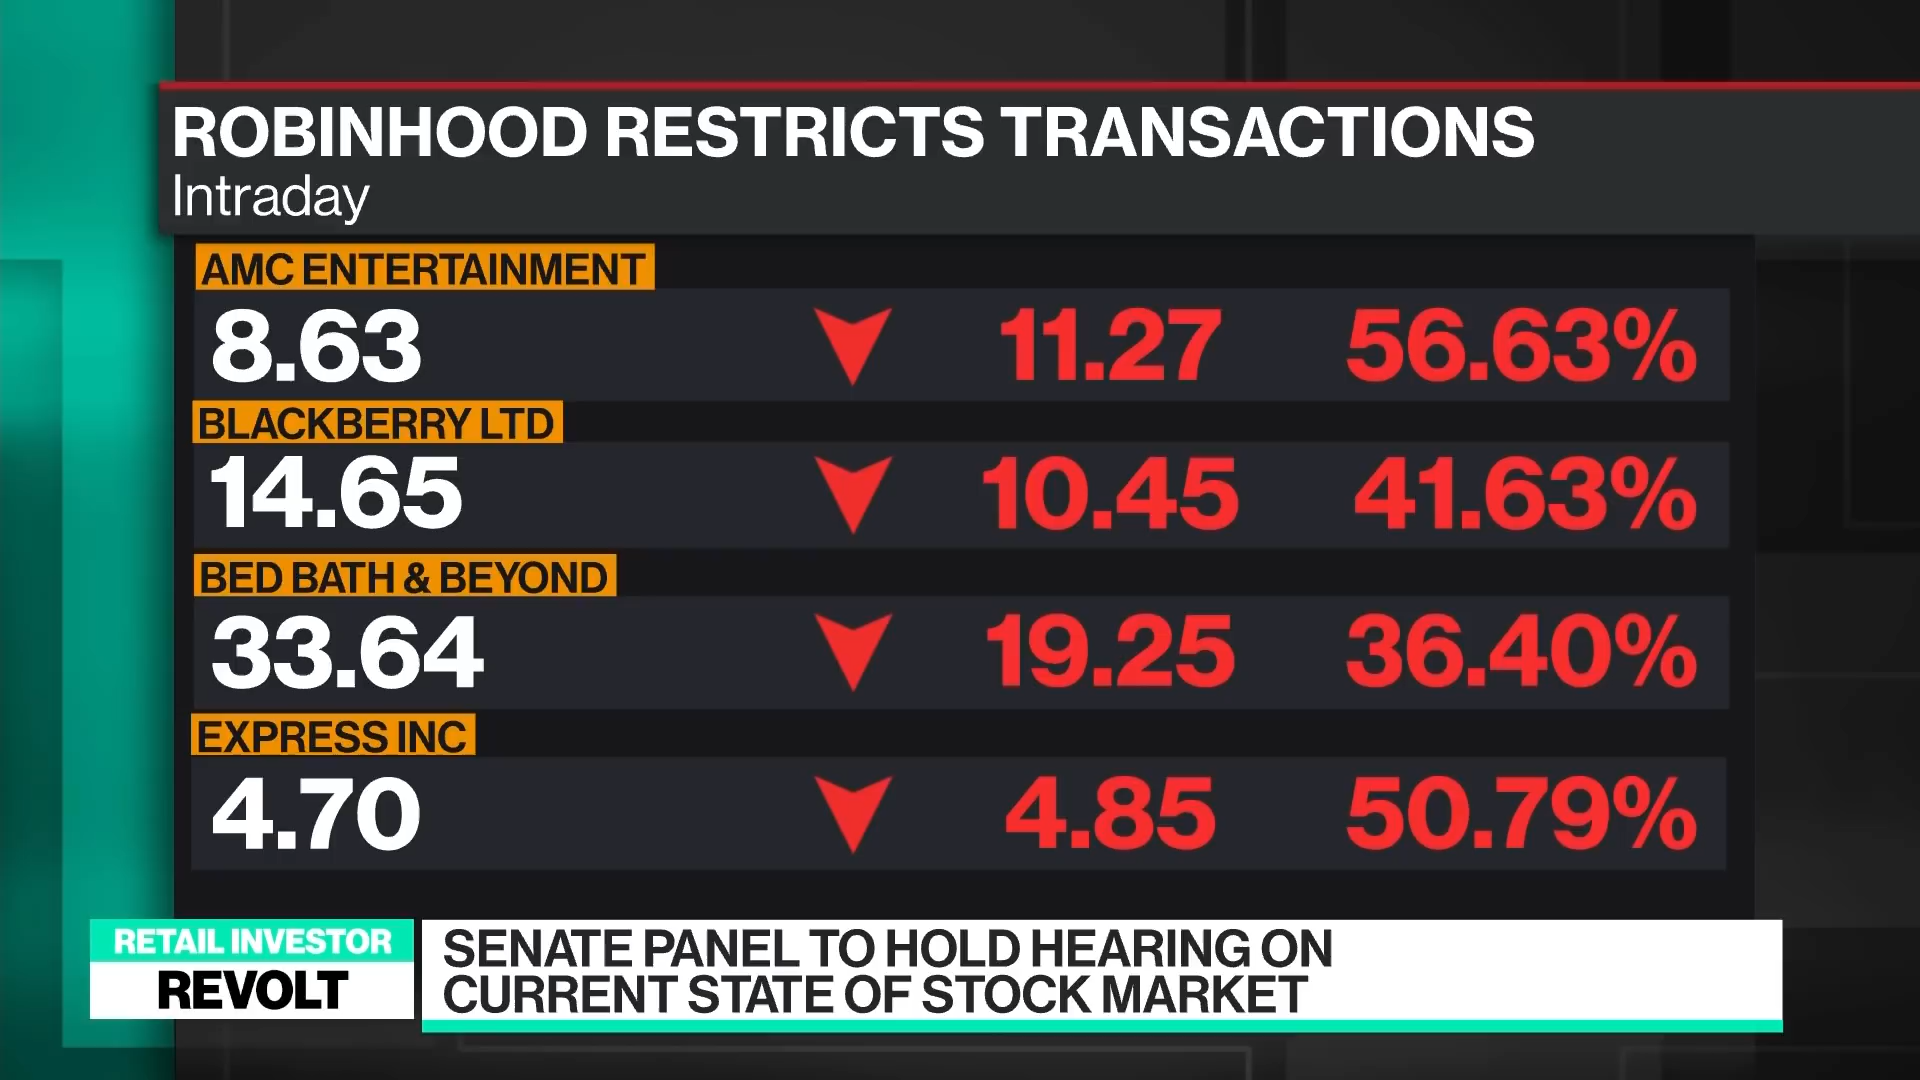 ROBINHOOD RESTRICTS TRANSACTIONS
Intraday
AMC ENTERTAINMENT
8.63 11.27 56.63%
BLACKBERRY LTD
14.65 10.45 41.63%
BED BATH & BEYOND
33.64 19.25 36.40%
EXPRESS INC
4.70 4.85 50.79%
RETAIL INVESTOR
REVOLT
SENATE PANEL TO HOLD HEARING ON
CURRENT STATE OF STOCK MARKET